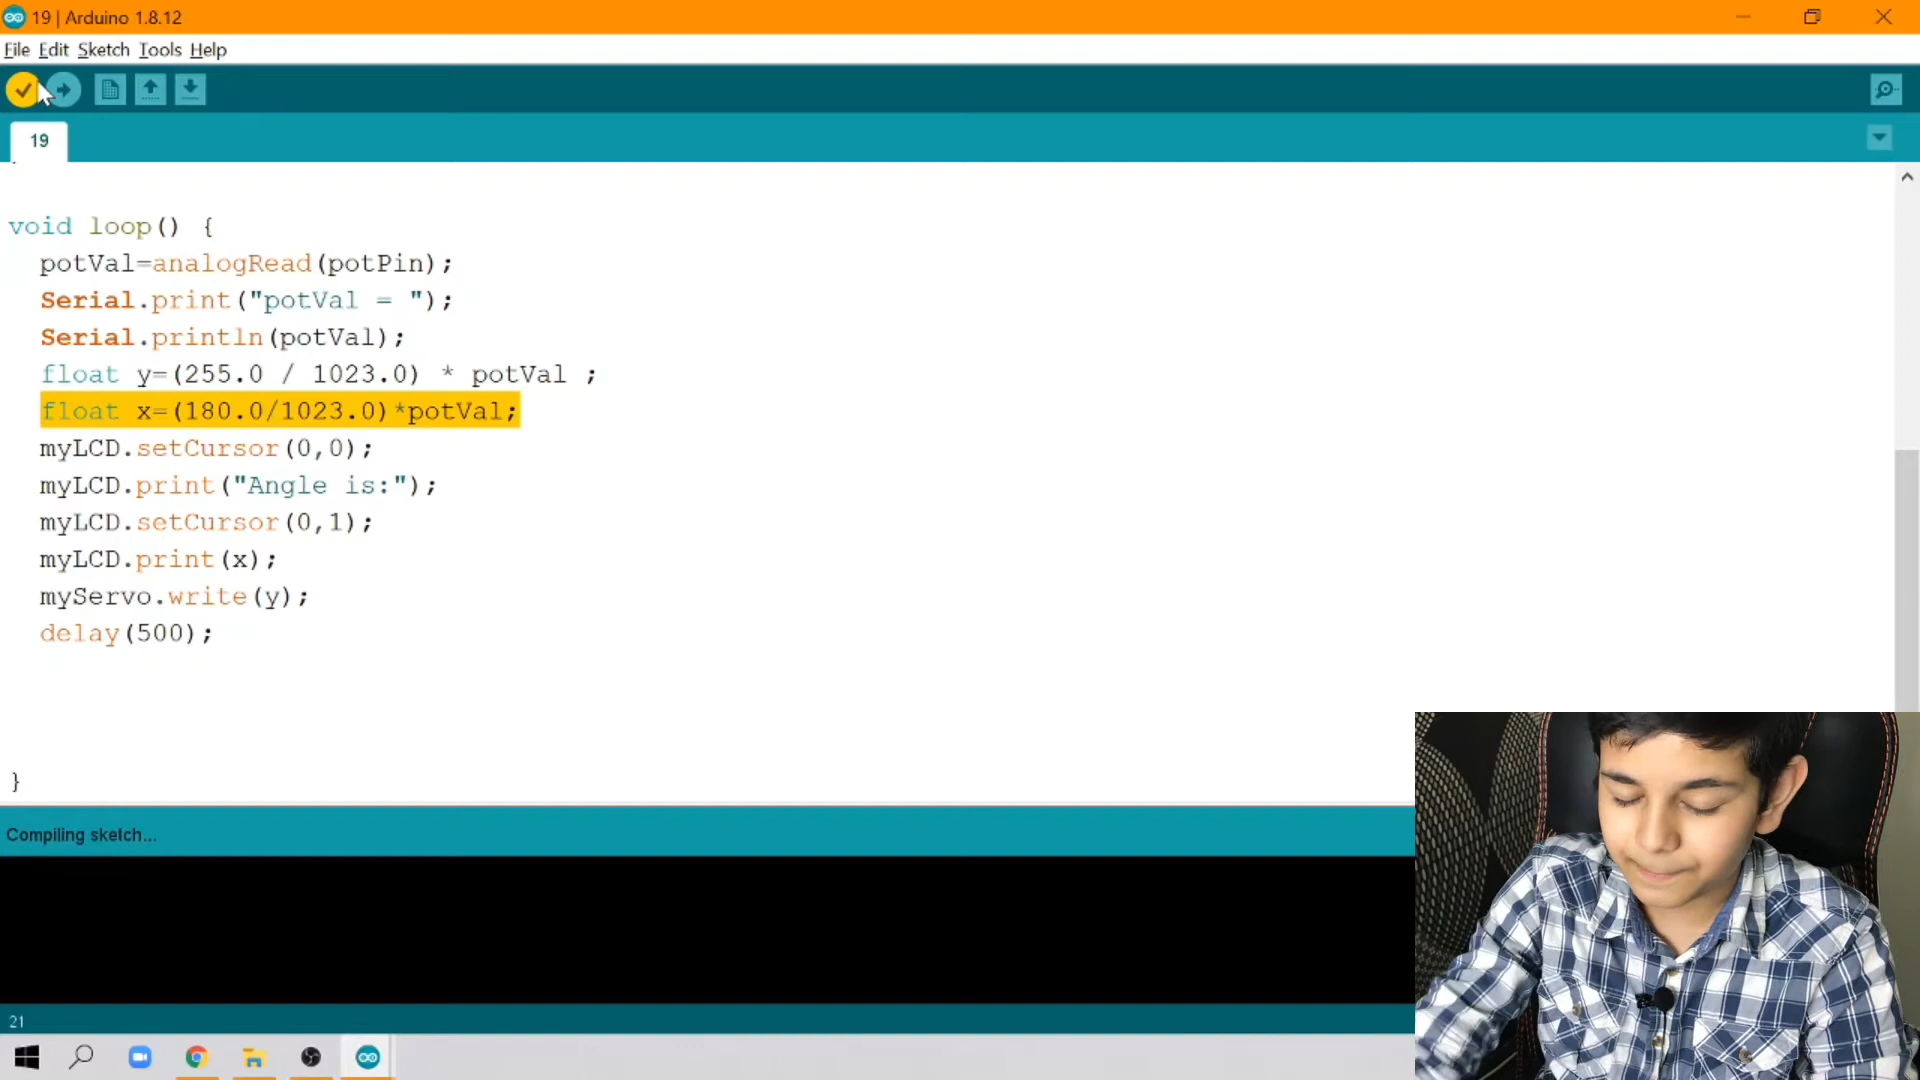 19 | Arduino 1.8.12
File Edit Sketch Tools Help
19
void loop() {
potVal=analogRead(potPin);
Serial.print("potVal = ");
Serial.println(potVal);
float y=(255.0 / 1023.0) * potVal ;
float x=(180.0/1023.0)*potVal;
myLCD.setCursor(0,0);
myLCD.print("Angle is:");
myLCD.setCursor(0,1);
myLCD.print(x);
myServo.write(y);
delay(500);
}
Compiling sketch...
21